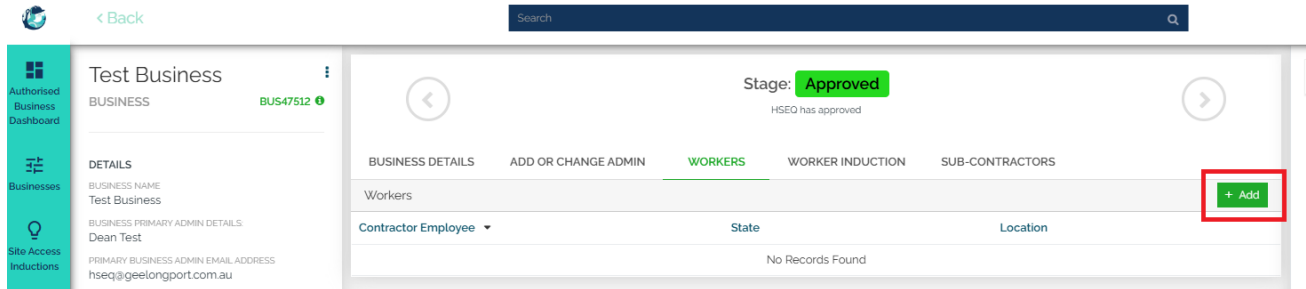 < Back
Search
Authorised
Business
Dashboard
Businesses
Site Access
Inductions
Test Business
BUSINESS BUS47512
DETAILS
BUSINESS NAME
Test Business
BUSINESS PRIMARY ADMIN DETAILS:
Dean Test
PRIMARY BUSINESS ADMIN EMAIL ADDRESS
hseq@geelongport.com.au
Stage: Approved
HSEQ has approved
BUSINESS DETAILS ADD OR CHANGE ADMIN WORKERS WORKER INDUCTION SUB-CONTRACTORS
Workers + Add
Contractor Employee State Location
No Records Found